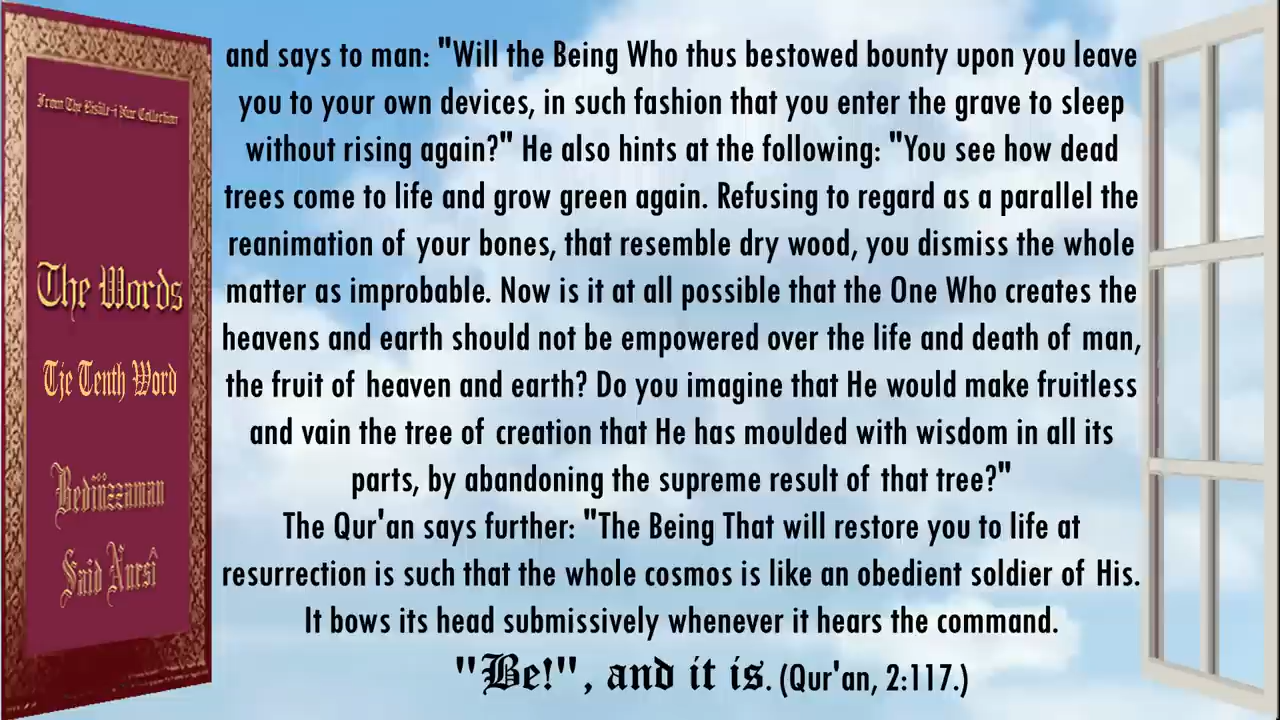 From The Risale-i Nur Collection
The Words
Tje Tenth Word
Bediüzzaman
Said Nursî
and says to man: "Will the Being Who thus bestowed bounty upon you leave
you to your own devices, in such fashion that you enter the grave to sleep
without rising again?" He also hints at the following: "You see how dead
trees come to life and grow green again. Refusing to regard as a parallel the
reanimation of your bones, that resemble dry wood, you dismiss the whole
matter as improbable. Now is it at all possible that the One Who creates the
heavens and earth should not be empowered over the life and death of man,
the fruit of heaven and earth? Do you imagine that He would make fruitless
and vain the tree of creation that He has moulded with wisdom in all its
parts, by abandoning the supreme result of that tree?"
The Qur'an says further: "The Being That will restore you to life at
resurrection is such that the whole cosmos is like an obedient soldier of His.
It bows its head submissively whenever it hears the command.
"Be!", and it is. (Qur'an, 2:117.)